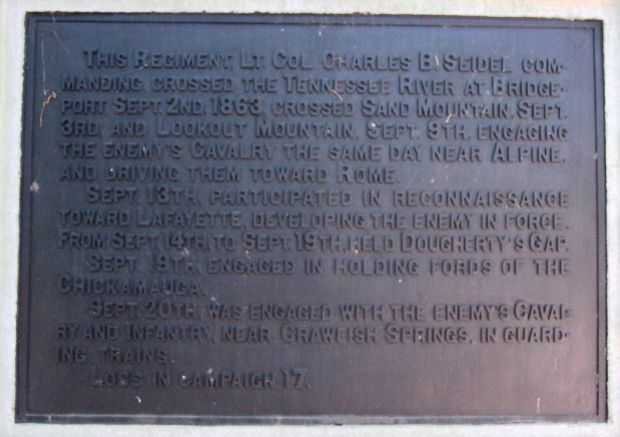 THIS REGIMENT, LT. COL. CHARLES B. SEIDEL COM-
MANDING, CROSSED THE TENNESSEE RIVER AT BRIDGE-
PORT SEPT. 2ND, 1863, CROSSED SAND MOUNTAIN, SEPT.
3RD, AND LOOKOUT MOUNTAIN, SEPT. 9TH, ENGAGING
THE ENEMY'S CAVALRY THE SAME DAY NEAR ALPINE,
AND DRIVING THEM TOWARD ROME.
SEPT. 13TH, PARTICIPATED IN RECONNAISSANCE
TOWARD LAFAYETTE, DEVELOPING THE ENEMY IN FORCE.
FROM SEPT. 14TH, TO SEPT. 19TH, HELD DOUGHERTY'S GAP.
SEPT. 19TH, ENGAGED IN HOLDING FORDS OF THE
CHICKAMAUGA.
SEPT. 20TH, WAS ENGAGED WITH THE ENEMY'S CAVAL-
RY AND INFANTRY, NEAR CRAWFISH SPRINGS, IN GUARD-
ING TRAINS.
LOSS IN CAMPAIGN 17.